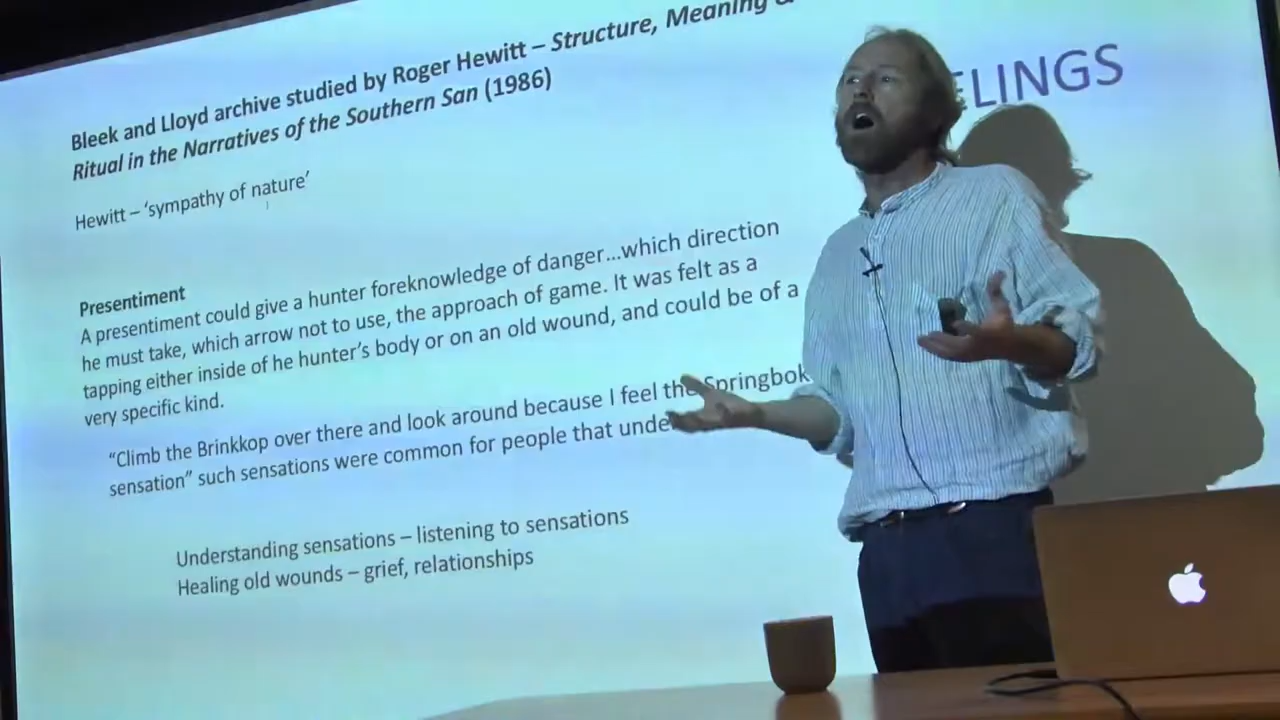 Bleek and Lloyd archive studied by Roger Hewitt – Structure, Meaning &
Ritual in the Narratives of the Southern San (1986)
ELINGS
Hewitt – ‘sympathy of nature’
Presentiment
A presentiment could give a hunter foreknowledge of danger…which direction
he must take, which arrow not to use, the approach of game. It was felt as a
tapping either inside of he hunter’s body or on an old wound, and could be of a
very specific kind.
“Climb the Brinkkop over there and look around because I feel the Springbok
sensation” such sensations were common for people that unde
Understanding sensations – listening to sensations
Healing old wounds – grief, relationships